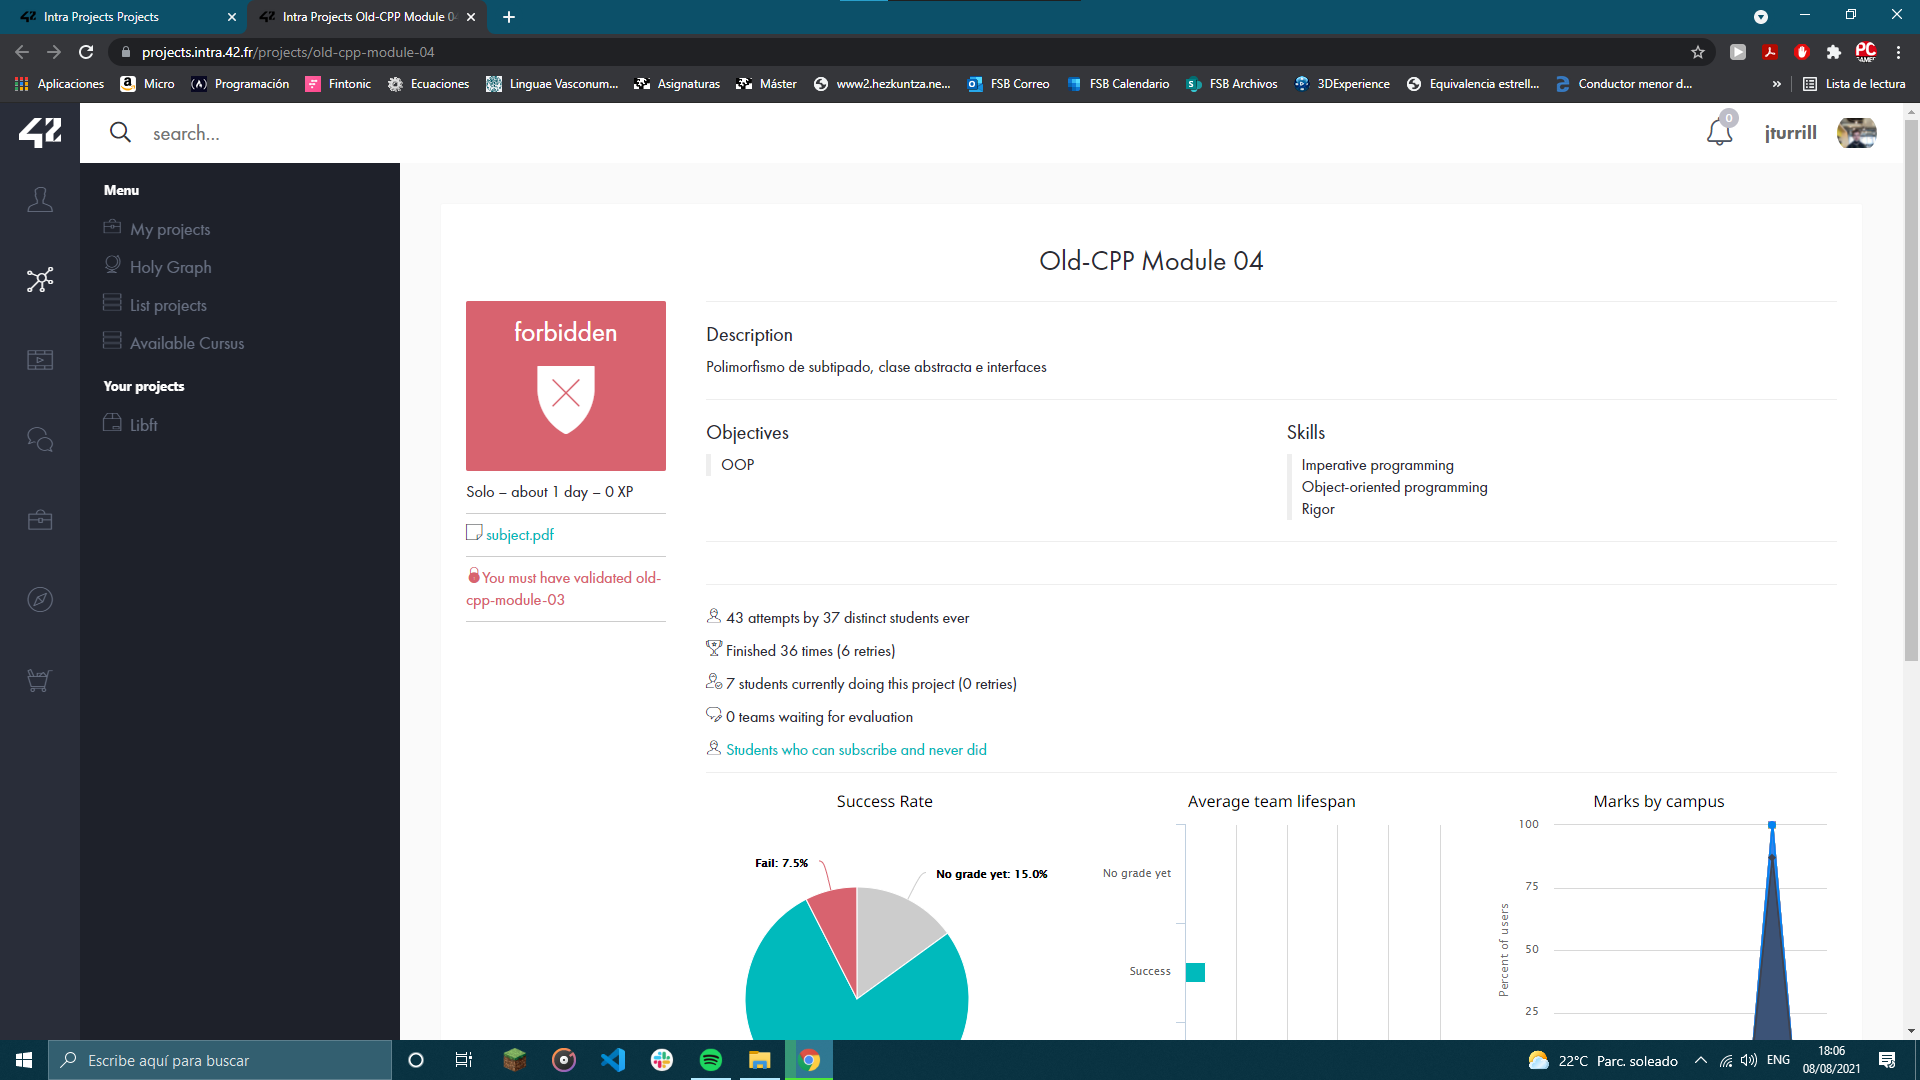 Intra Projects Projects
Intra Projects Old-CPP Module 04
projects.intra.42.fr/projects/old-cpp-module-04
Aplicaciones
Micro
Programación
Fintonic
Ecuaciones
Linguae Vasconum...
Asignaturas
Máster
www2.hezkuntza.ne...
FSB Correo
FSB Calendario
FSB Archivos
3DExperience
Equivalencia estrell...
Conductor menor d...
»
Lista de lectura
42
search...
0
jturrill
Menu
My projects
Holy Graph
List projects
Available Cursus
Your projects
Libft
Old-CPP Module 04
forbidden
Solo – about 1 day – 0 XP
subject.pdf
You must have validated old-
cpp-module-03
Description
Polimorfismo de subtipado, clase abstracta e interfaces
Objectives
OOP
Skills
Imperative programming
Object-oriented programming
Rigor
43 attempts by 37 distinct students ever
Finished 36 times (6 retries)
7 students currently doing this project (0 retries)
0 teams waiting for evaluation
Students who can subscribe and never did
Success Rate
Fail: 7.5%
No grade yet: 15.0%
Average team lifespan
No grade yet
Success
Marks by campus
100
75
50
25
Percent of users
Escribe aquí para buscar
22°C Parc. soleado
ENG
18:06
08/08/2021